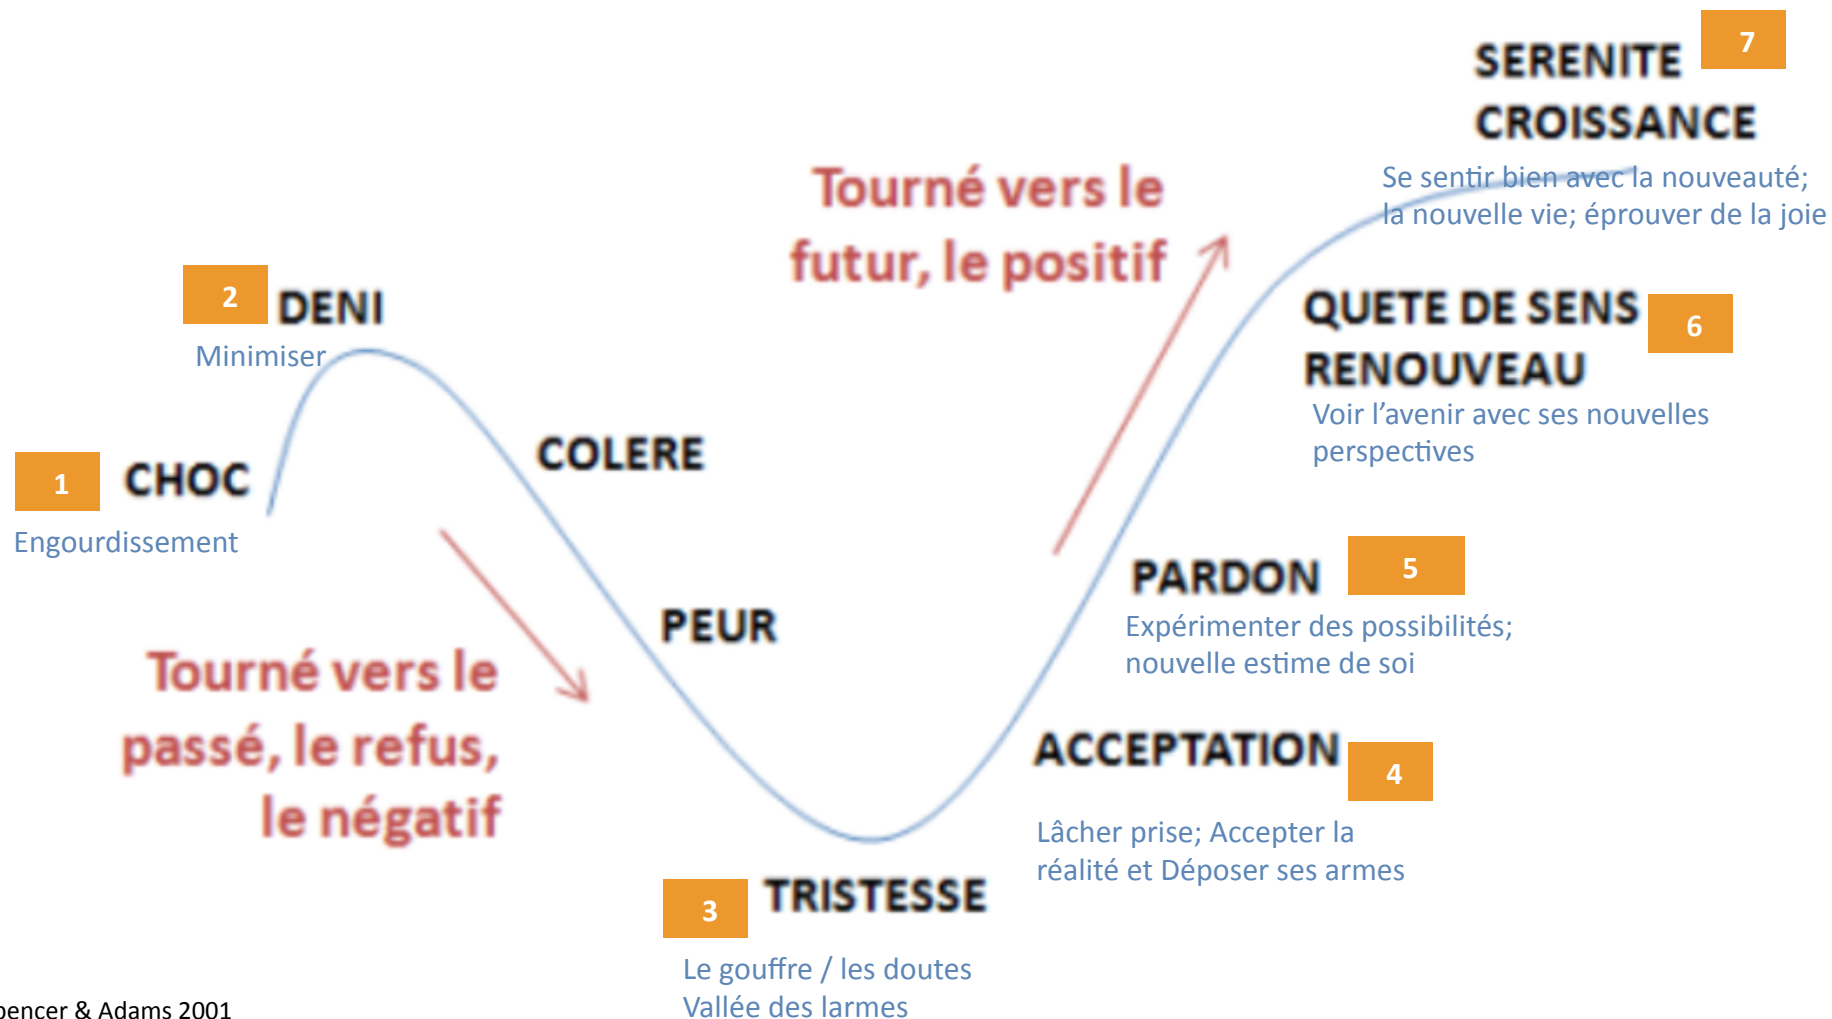 1
CHOC
Engourdissement
2
DENI
Minimiser
COLERE
PEUR
Tourné vers le
passé, le refus,
le négatif
3
TRISTESSE
Le gouffre / les doutes
Vallée des larmes
ACCEPTATION
4
Lâcher prise; Accepter la
réalité et Déposer ses armes
PARDON
5
Expérimenter des possibilités;
nouvelle estime de soi
Tourné vers le
futur, le positif
QUETE DE SENS
RENOUVEAU
6
Voir l’avenir avec ses nouvelles
perspectives
SERENITE
CROISSANCE
7
Se sentir bien avec la nouveauté;
la nouvelle vie; éprouver de la joie
pencer & Adams 2001